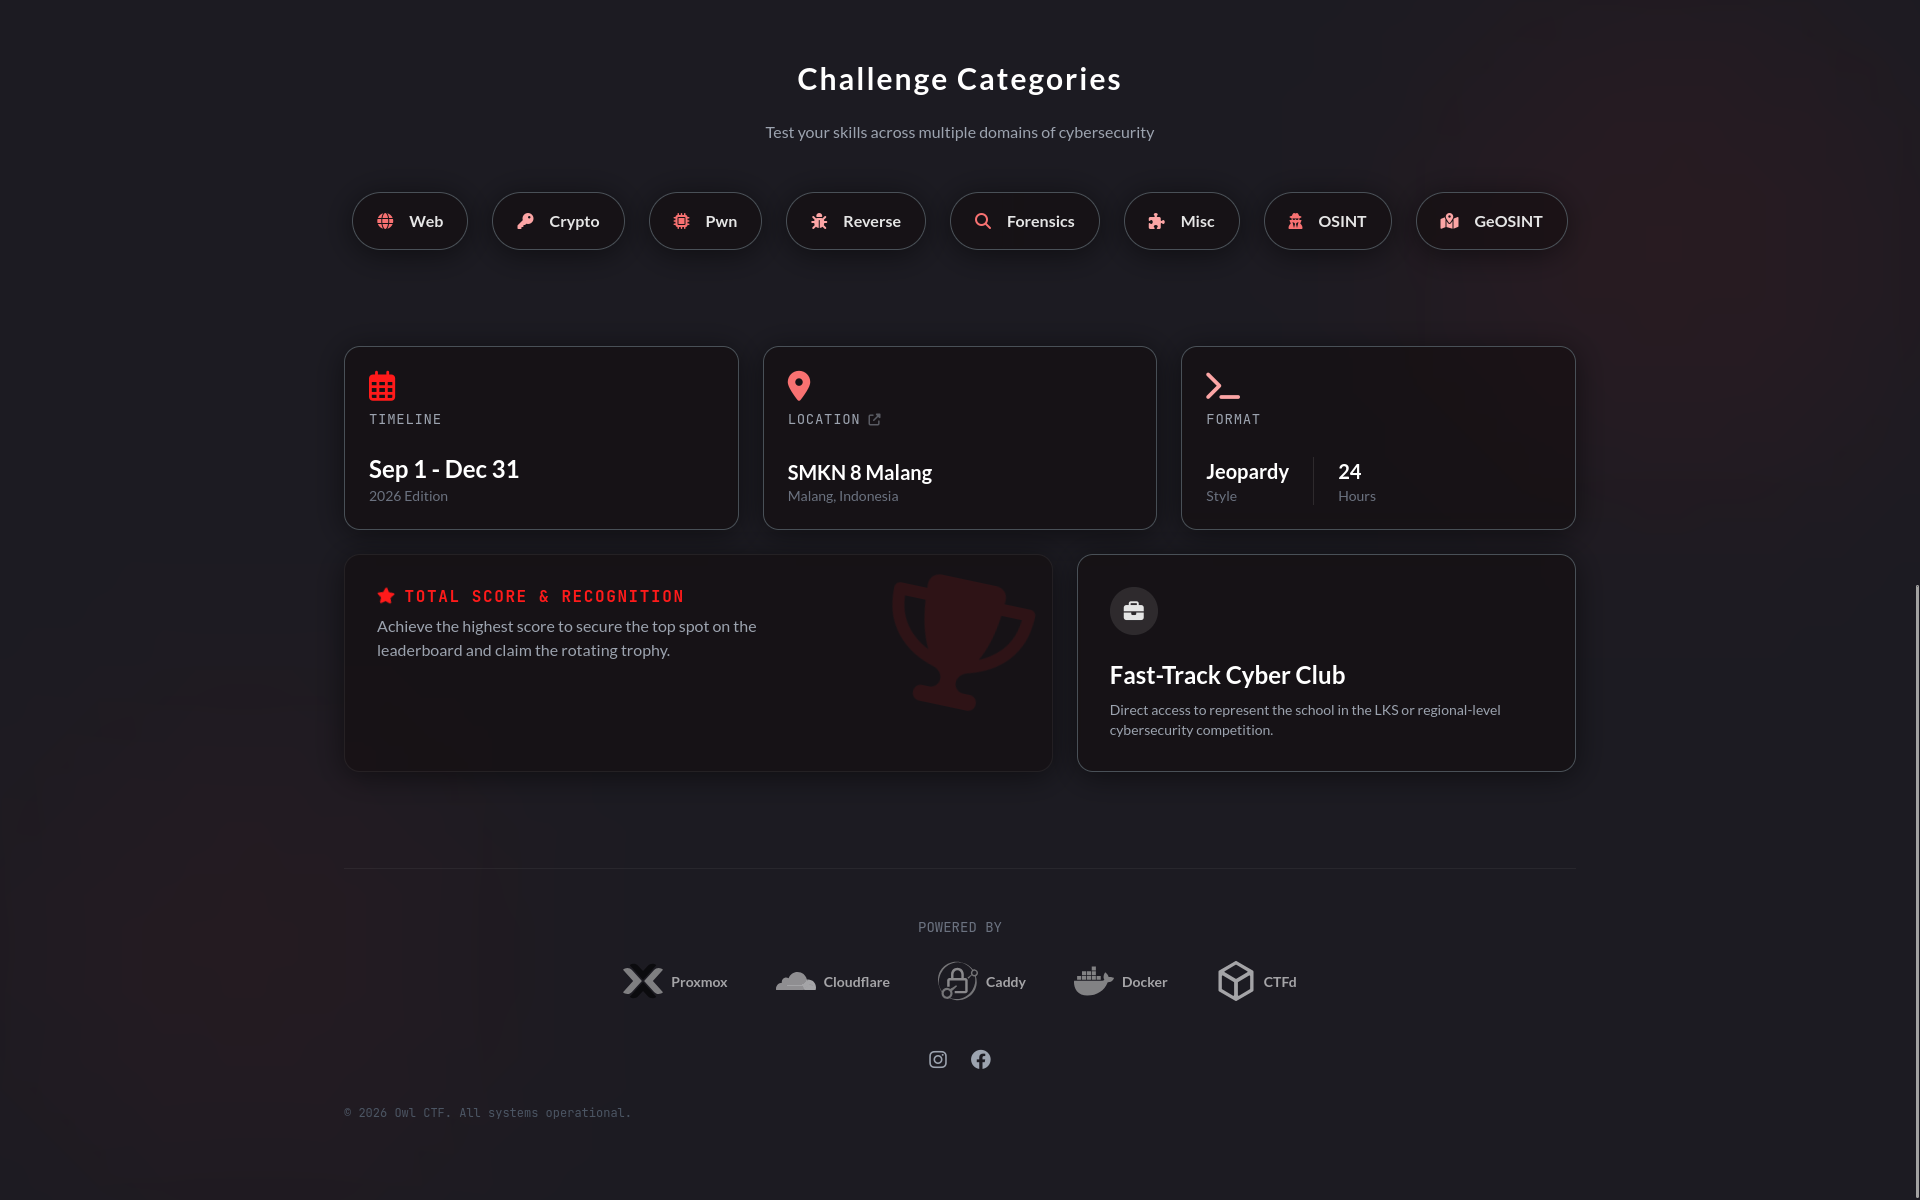 Challenge Categories
Test your skills across multiple domains of cybersecurity
Web
Crypto
Pwn
Reverse
Forensics
Misc
OSINT
GeOSINT
TIMELINE
Sep 1 - Dec 31
2026 Edition
LOCATION
SMKN 8 Malang
Malang, Indonesia
FORMAT
Jeopardy
Style
24
Hours
TOTAL SCORE & RECOGNITION
Achieve the highest score to secure the top spot on the
leaderboard and claim the rotating trophy.
Fast-Track Cyber Club
Direct access to represent the school in the LKS or regional-level
cybersecurity competition.
POWERED BY
Proxmox
Cloudflare
Caddy
Docker
CTFd
© 2026 Owl CTF. All systems operational.